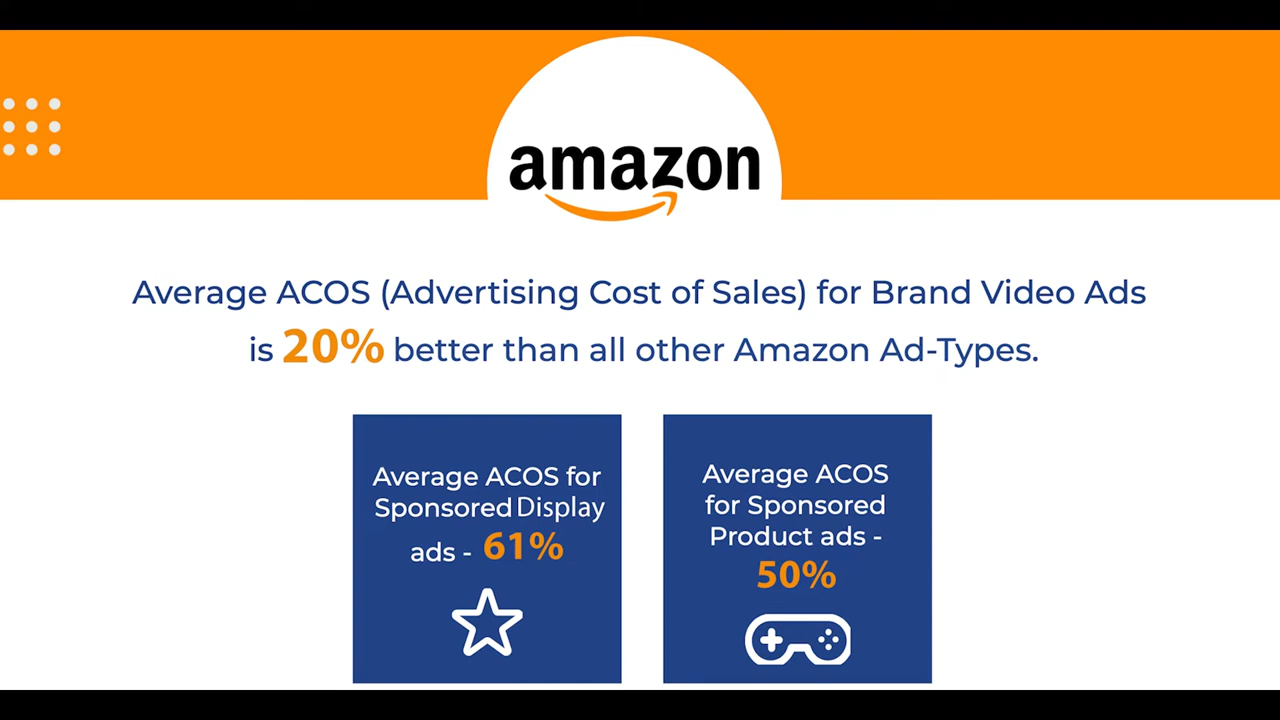 amazon
Average ACOS (Advertising Cost of Sales) for Brand Video Ads
is 20% better than all other Amazon Ad-Types.
Average ACOS for
Sponsored Display
ads - 61%
Average ACOS
for Sponsored
Product ads -
50%